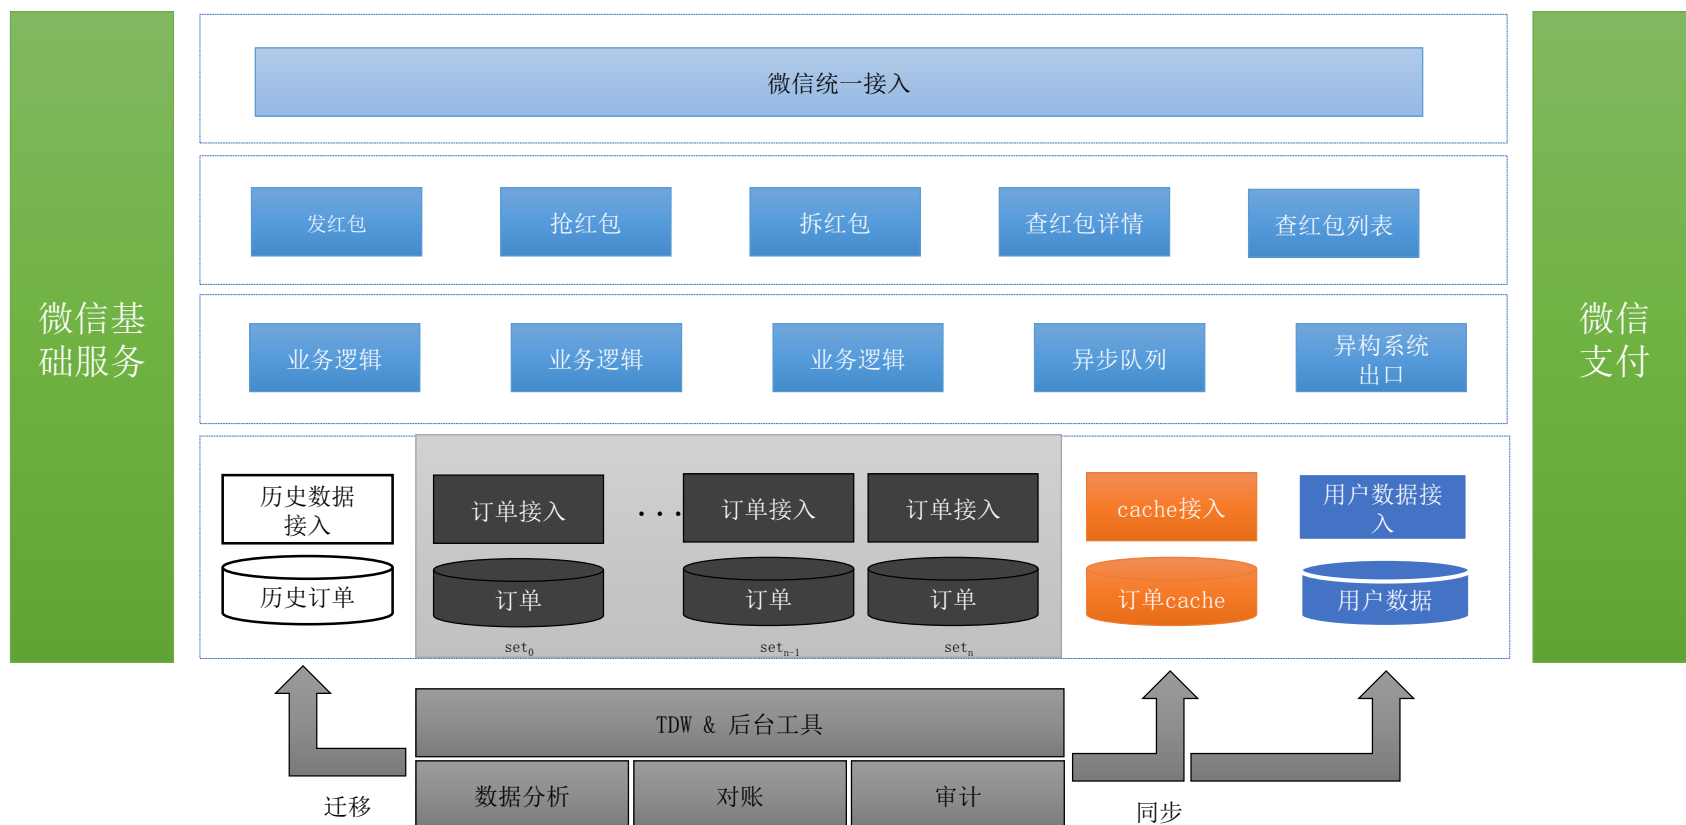 微信统一接入
发红包
抢红包
拆红包
查红包详情
查红包列表
微信基
础服务
微信
支付
业务逻辑
业务逻辑
业务逻辑
异步队列
异构系统
出口
历史数据
接入
订单接入
...
订单接入
订单接入
cache接入
用户数据接
入
历史订单
订单
订单
订单
订单cache
用户数据
set0
setn-1
setn
TDW & 后台工具
数据分析
对账
审计
迁移
同步